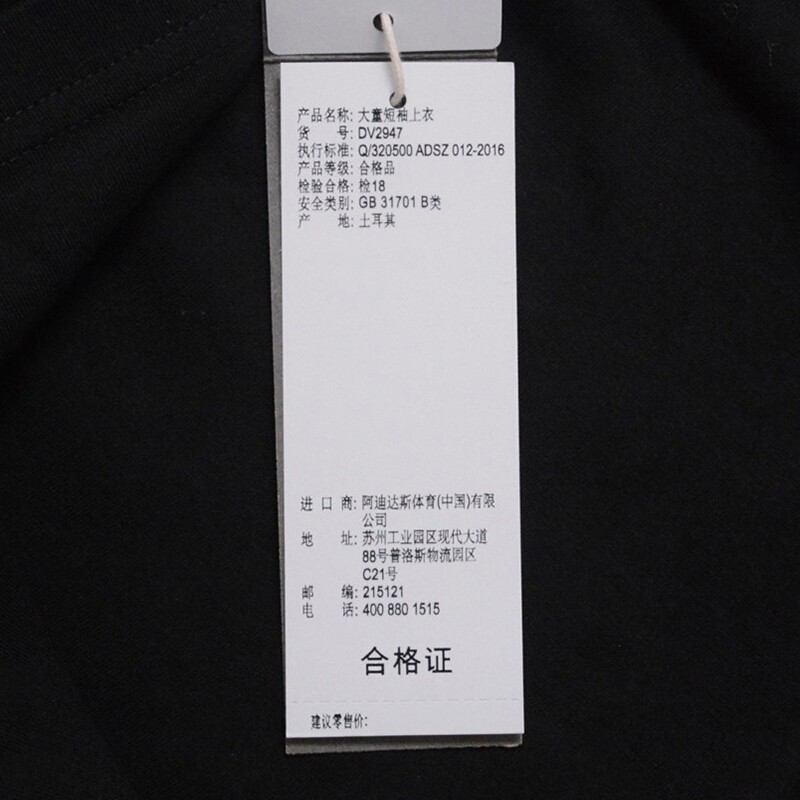 产品名称: 大童短袖上衣
货 号: DV2947
执行标准: Q/320500 ADSZ 012-2016
产品等级: 合格品
检验合格: 检18
安全类别: GB 31701 B类
产 地: 土耳其
进 口 商: 阿迪达斯体育(中国)有限
公司
地 址: 苏州工业园区现代大道
88号普洛斯物流园区
C21号
邮 编: 215121
电 话: 400 880 1515
合格证
建议零售价: